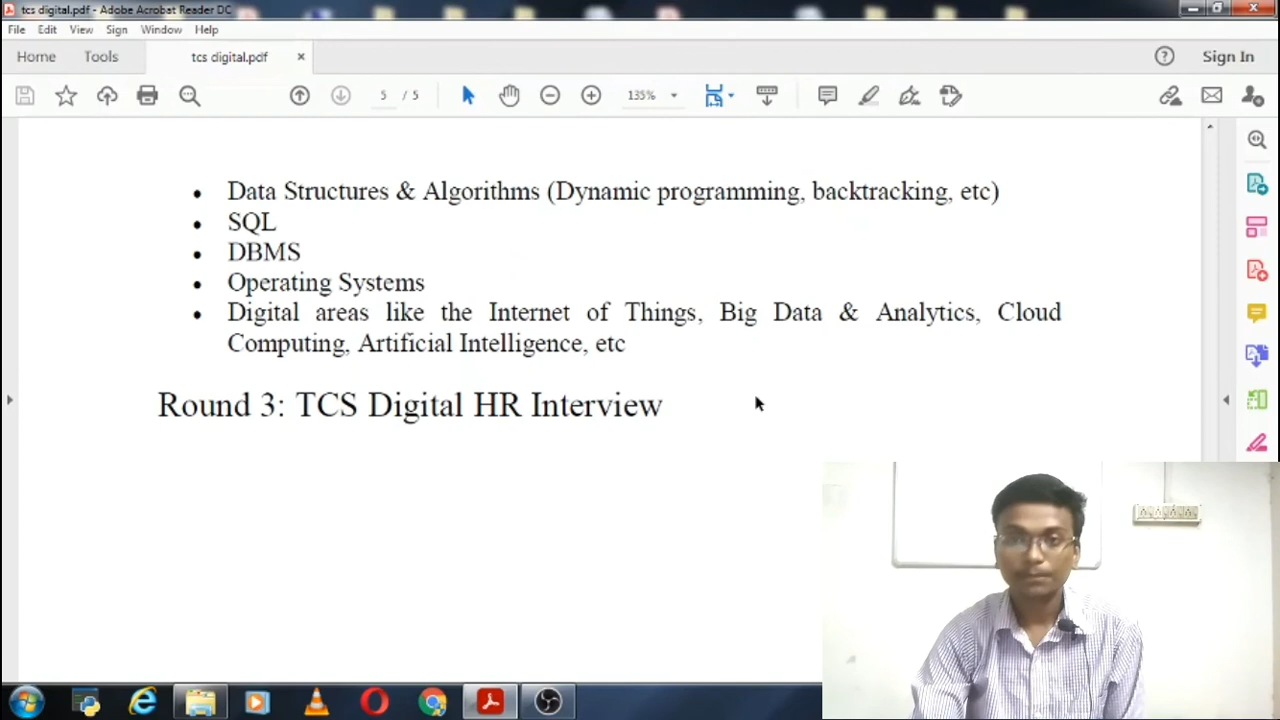 tcs digital.pdf - Adobe Acrobat Reader DC
File Edit View Sign Window Help
Home Tools tcs digital.pdf × Sign In
5 / 5 135%
• Data Structures & Algorithms (Dynamic programming, backtracking, etc)
• SQL
• DBMS
• Operating Systems
• Digital areas like the Internet of Things, Big Data & Analytics, Cloud
Computing, Artificial Intelligence, etc
Round 3: TCS Digital HR Interview